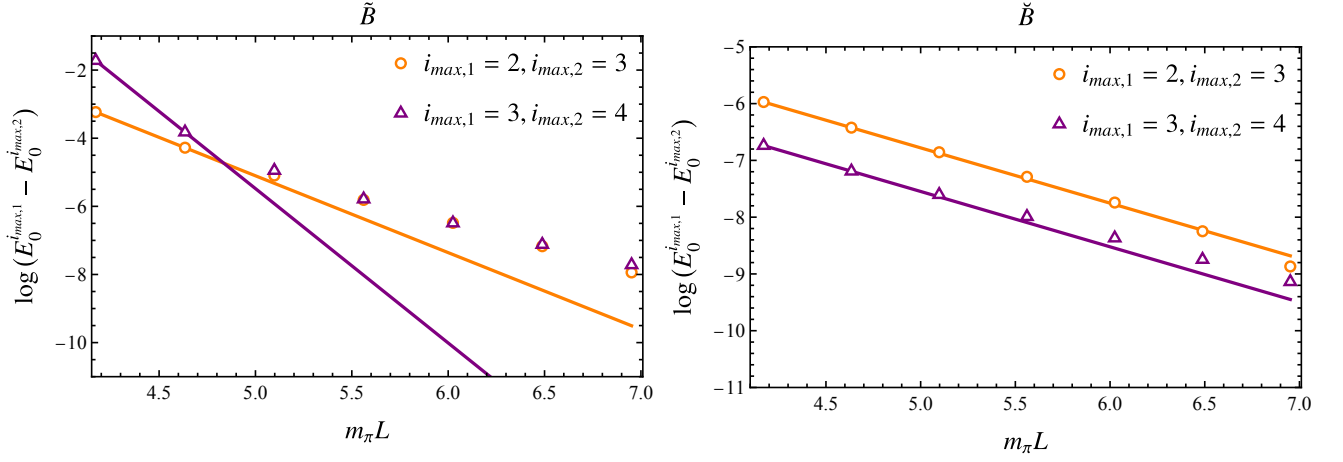 B̃
i_{max,1} = 2, i_{max,2} = 3
i_{max,1} = 3, i_{max,2} = 4
log (E_0^{i_{max,1}} − E_0^{i_{max,2}})
−2
−4
−6
−8
−10
4.5 5.0 5.5 6.0 6.5 7.0
m_π L
B̆
i_{max,1} = 2, i_{max,2} = 3
i_{max,1} = 3, i_{max,2} = 4
log (E_0^{i_{max,1}} − E_0^{i_{max,2}})
−5
−6
−7
−8
−9
−10
−11
4.5 5.0 5.5 6.0 6.5 7.0
m_π L